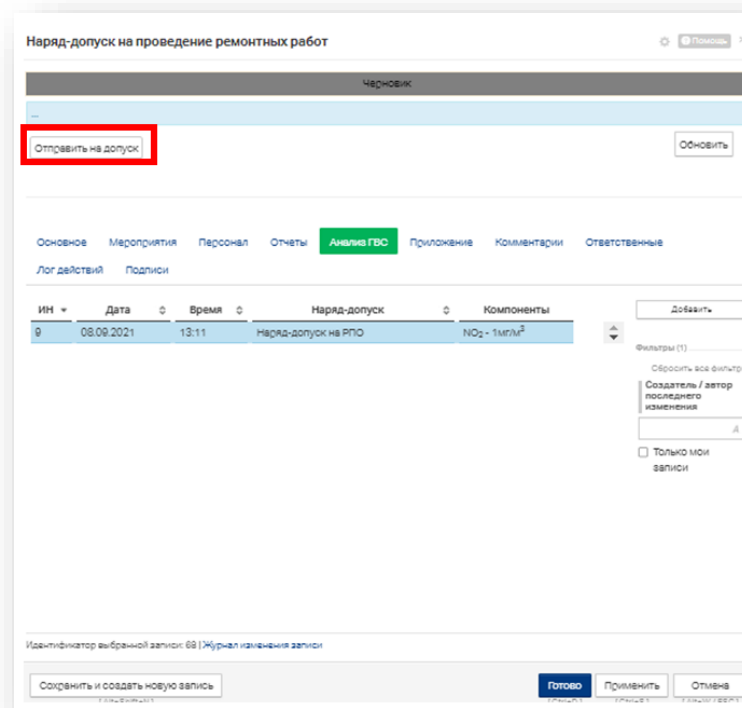 Наряд-допуск на проведение ремонтных работ
Помощь
Черновик
...
Отправить на допуск
Обновить
Основное Мероприятия Персонал Отчеты Анализ ГВС Приложение Комментарии Ответственные
Лог действий Подписи
ИН Дата Время Наряд-допуск Компоненты
Добавить
9 08.09.2021 13:11 Наряд-допуск на РПО NO₂ - 1мг/м³
Фильтры (1)
Сбросить все фильтр
Создатель / автор
последнего
изменения
A
Только мои
записи
Идентификатор выбранной записи: 68 | Журнал изменения записи
Сохранить и создать новую запись
Готово
Применить
Отмена